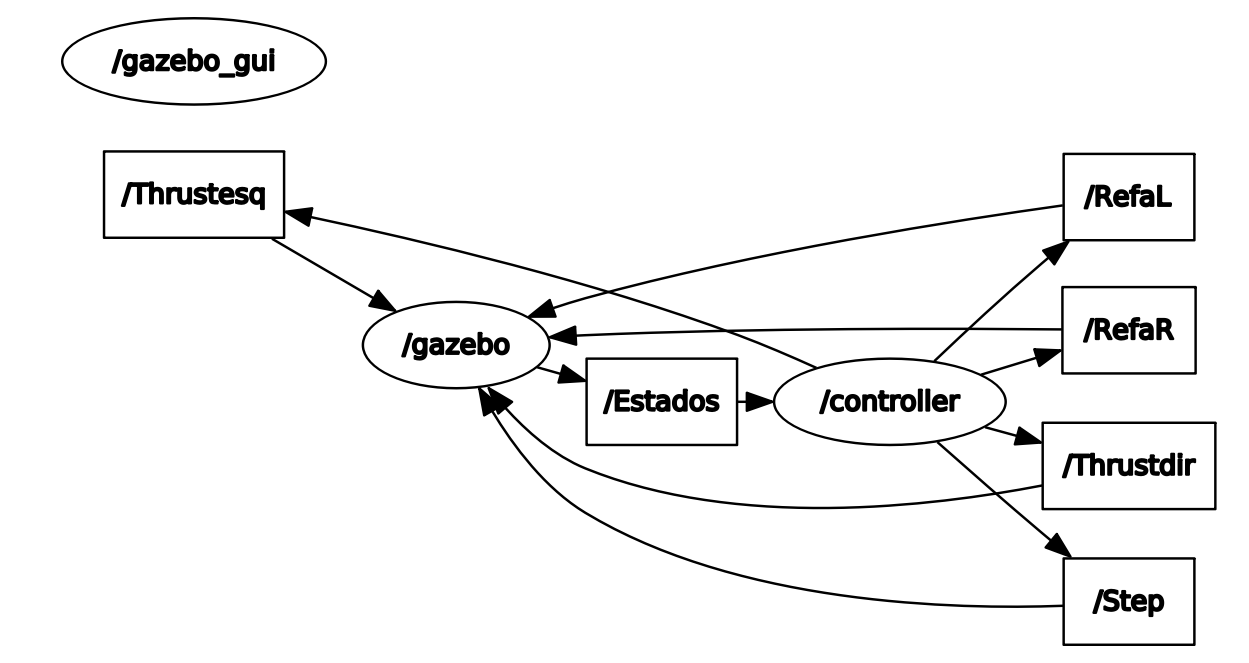 /gazebo_gui
/Thrustesq
/RefaL
/RefaR
/gazebo
/Estados
/controller
/Thrustdir
/Step